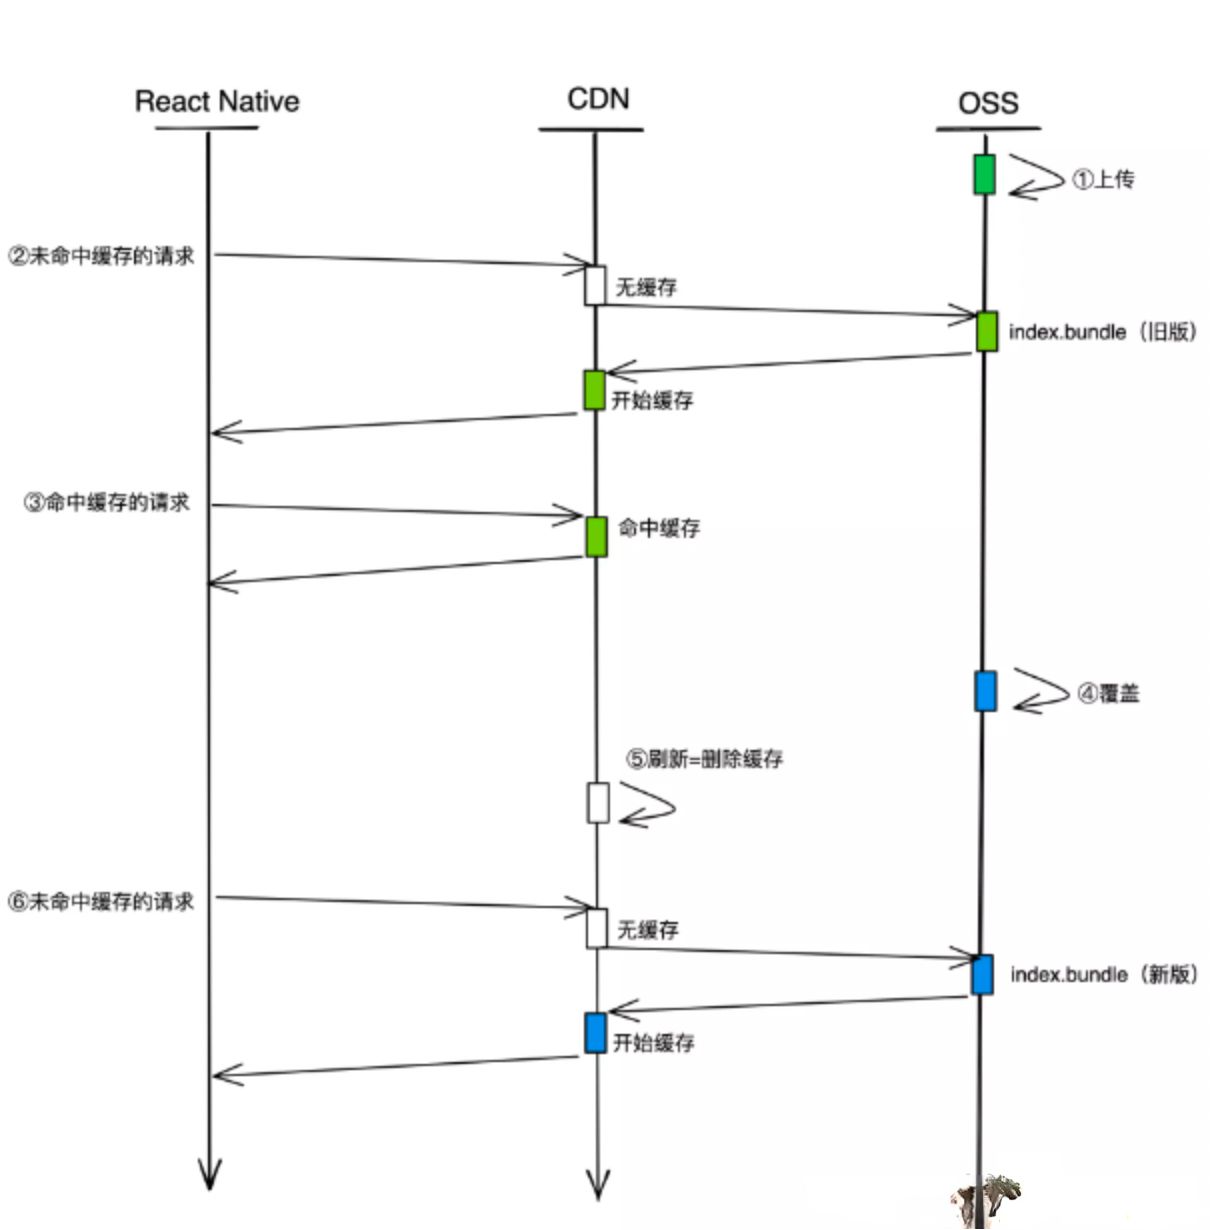 React Native
CDN
OSS
①上传
②未命中缓存的请求
无缓存
index.bundle（旧版）
开始缓存
③命中缓存的请求
命中缓存
④覆盖
⑤刷新=删除缓存
⑥未命中缓存的请求
无缓存
index.bundle（新版）
开始缓存